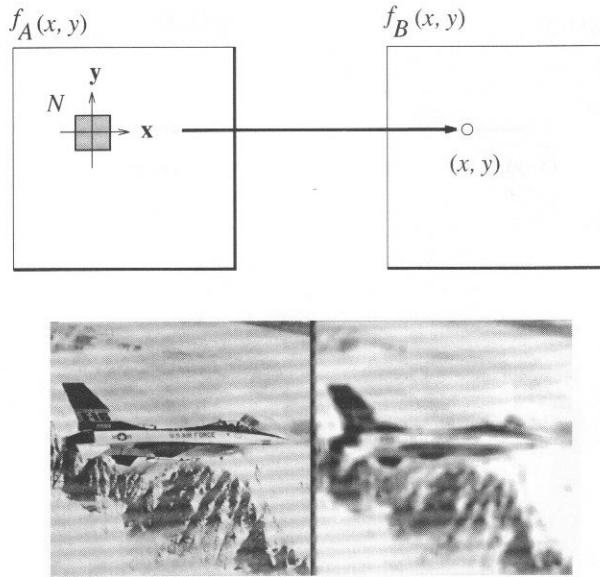 f_A(x, y)
f_B(x, y)
y
N
x
(x, y)
U.S. AIR FORCE